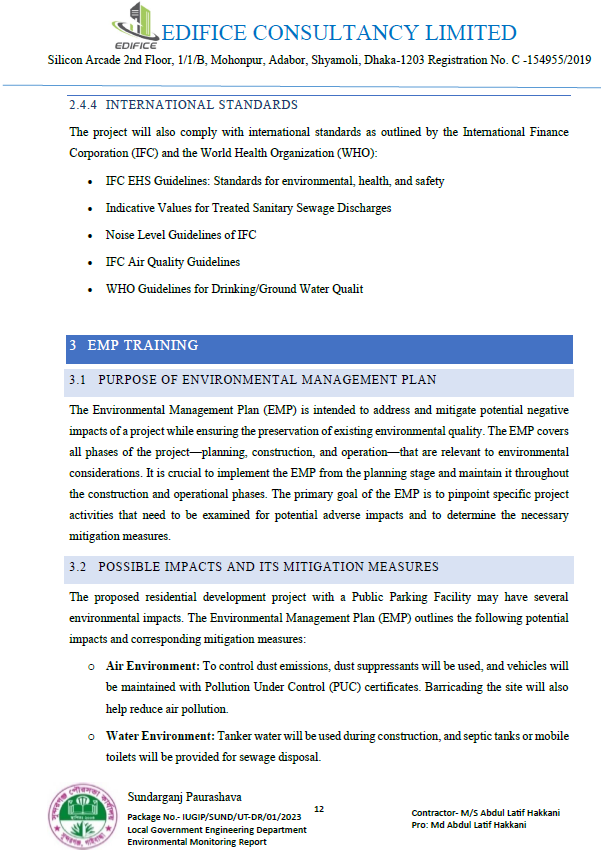 EDIFICE
EDIFICE CONSULTANCY LIMITED
Silicon Arcade 2nd Floor, 1/1/B, Mohonpur, Adabor, Shyamoli, Dhaka-1203 Registration No. C -154955/2019
2.4.4 INTERNATIONAL STANDARDS
The project will also comply with international standards as outlined by the International Finance
Corporation (IFC) and the World Health Organization (WHO):
• IFC EHS Guidelines: Standards for environmental, health, and safety
• Indicative Values for Treated Sanitary Sewage Discharges
• Noise Level Guidelines of IFC
• IFC Air Quality Guidelines
• WHO Guidelines for Drinking/Ground Water Qualit
3 EMP TRAINING
3.1 PURPOSE OF ENVIRONMENTAL MANAGEMENT PLAN
The Environmental Management Plan (EMP) is intended to address and mitigate potential negative
impacts of a project while ensuring the preservation of existing environmental quality. The EMP covers
all phases of the project—planning, construction, and operation—that are relevant to environmental
considerations. It is crucial to implement the EMP from the planning stage and maintain it throughout
the construction and operational phases. The primary goal of the EMP is to pinpoint specific project
activities that need to be examined for potential adverse impacts and to determine the necessary
mitigation measures.
3.2 POSSIBLE IMPACTS AND ITS MITIGATION MEASURES
The proposed residential development project with a Public Parking Facility may have several
environmental impacts. The Environmental Management Plan (EMP) outlines the following potential
impacts and corresponding mitigation measures:
o Air Environment: To control dust emissions, dust suppressants will be used, and vehicles will
be maintained with Pollution Under Control (PUC) certificates. Barricading the site will also
help reduce air pollution.
o Water Environment: Tanker water will be used during construction, and septic tanks or mobile
toilets will be provided for sewage disposal.
Sundarganj Paurashava
Package No.- IUGIP/SUND/UT-DR/01/2023
Local Government Engineering Department
Environmental Monitoring Report
12
Contractor- M/S Abdul Latif Hakkani
Pro: Md Abdul Latif Hakkani